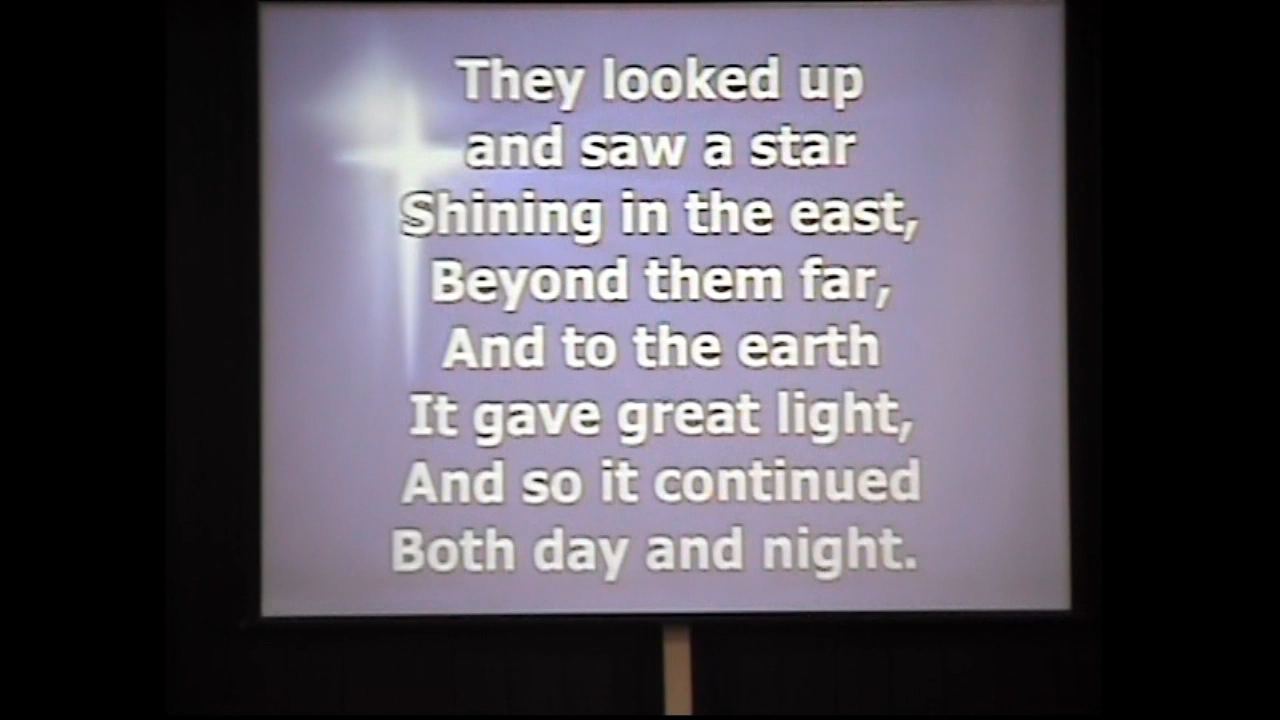 They looked up
and saw a star
Shining in the east,
Beyond them far,
And to the earth
It gave great light,
And so it continued
Both day and night.